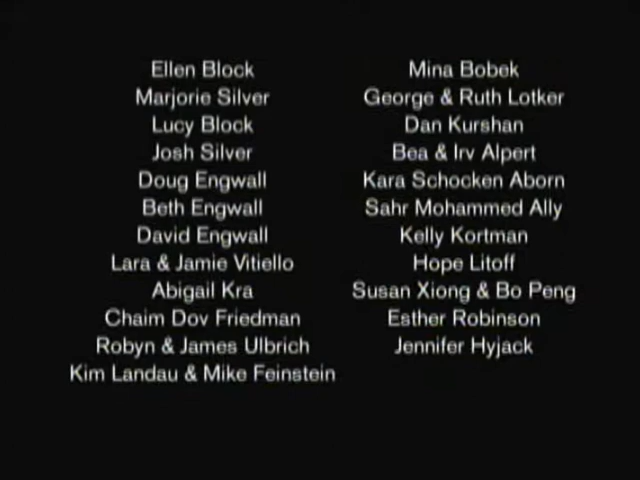 Ellen Block
Marjorie Silver
Lucy Block
Josh Silver
Doug Engwall
Beth Engwall
David Engwall
Lara & Jamie Vitiello
Abigail Kra
Chaim Dov Friedman
Robyn & James Ulbrich
Kim Landau & Mike Feinstein
Mina Bobek
George & Ruth Lotker
Dan Kurshan
Bea & Irv Alpert
Kara Schocken Aborn
Sahr Mohammed Ally
Kelly Kortman
Hope Litoff
Susan Xiong & Bo Peng
Esther Robinson
Jennifer Hyjack